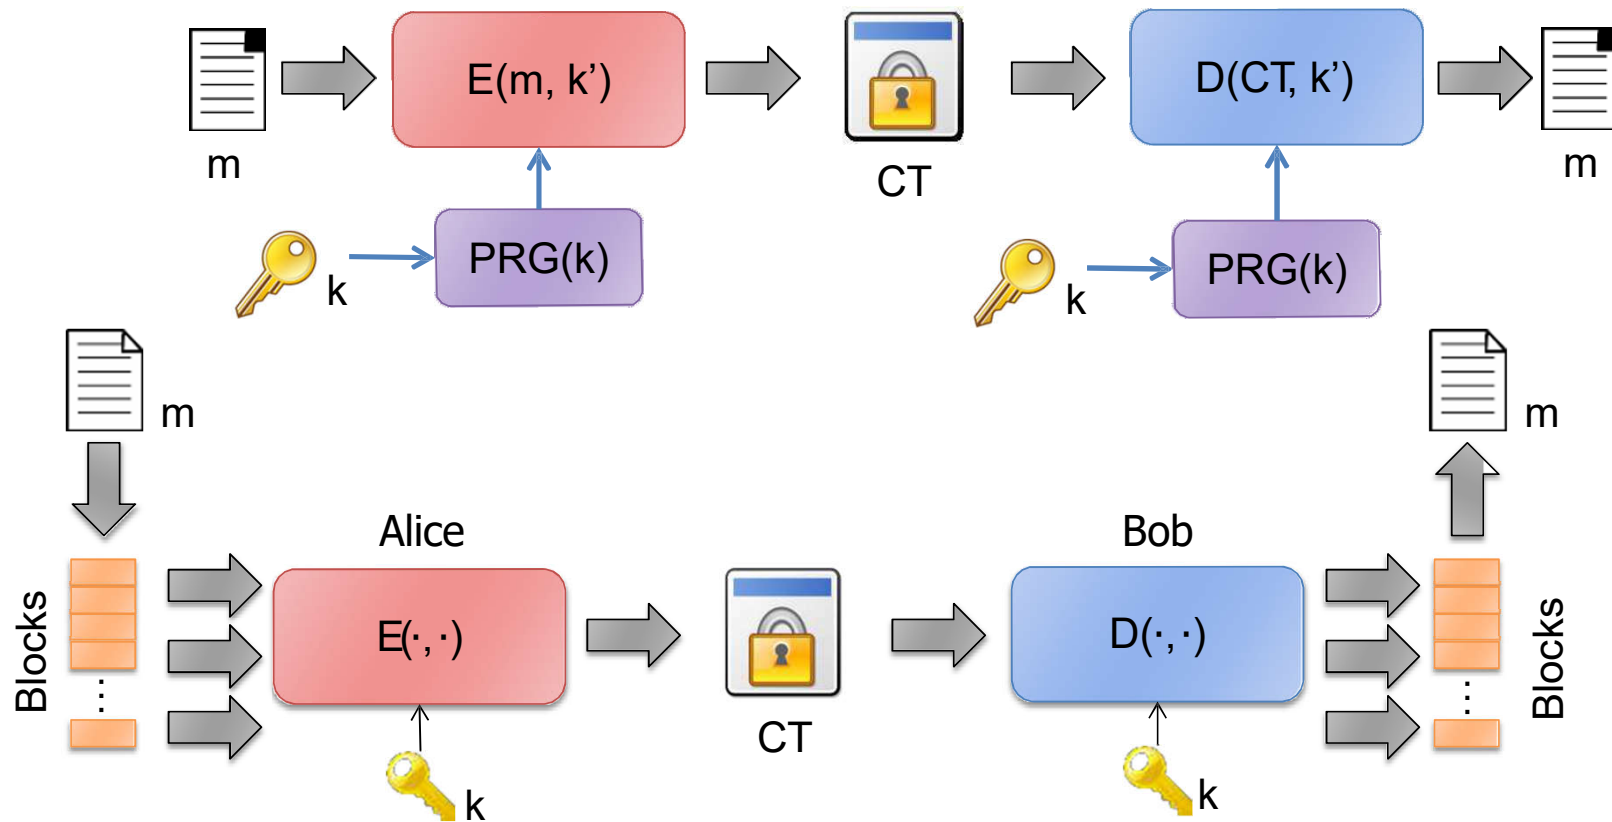 E(m, k’)
D(CT, k’)
m
CT
m
PRG(k)
k
PRG(k)
k
m
m
Alice
Bob
Blocks
E(·,·)
D(·,·)
Blocks
...
...
CT
k
k